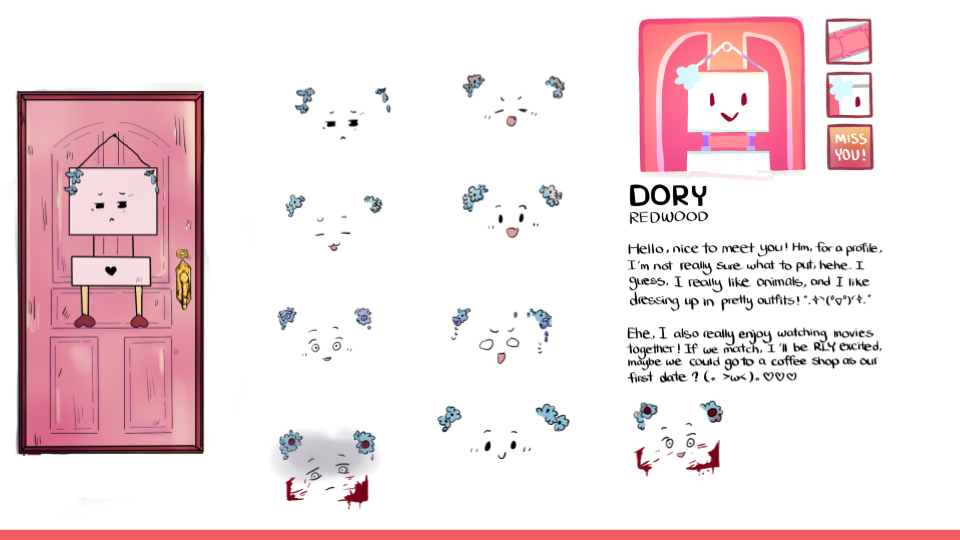 MISS
YOU!
DORY
REDWOOD
Hello, nice to meet you! Hm, for a profile,
I'm not really sure what to put, hehe. I
guess, I really like animals, and I like
dressing up in pretty outfits! ".+ヽ(°▽°)ノ+."
Ehe, I also really enjoy watching movies
together! If we match, I'll be RLY excited,
maybe we could go to a coffee shop as our
first date? (。>ω<)。♡♡♡